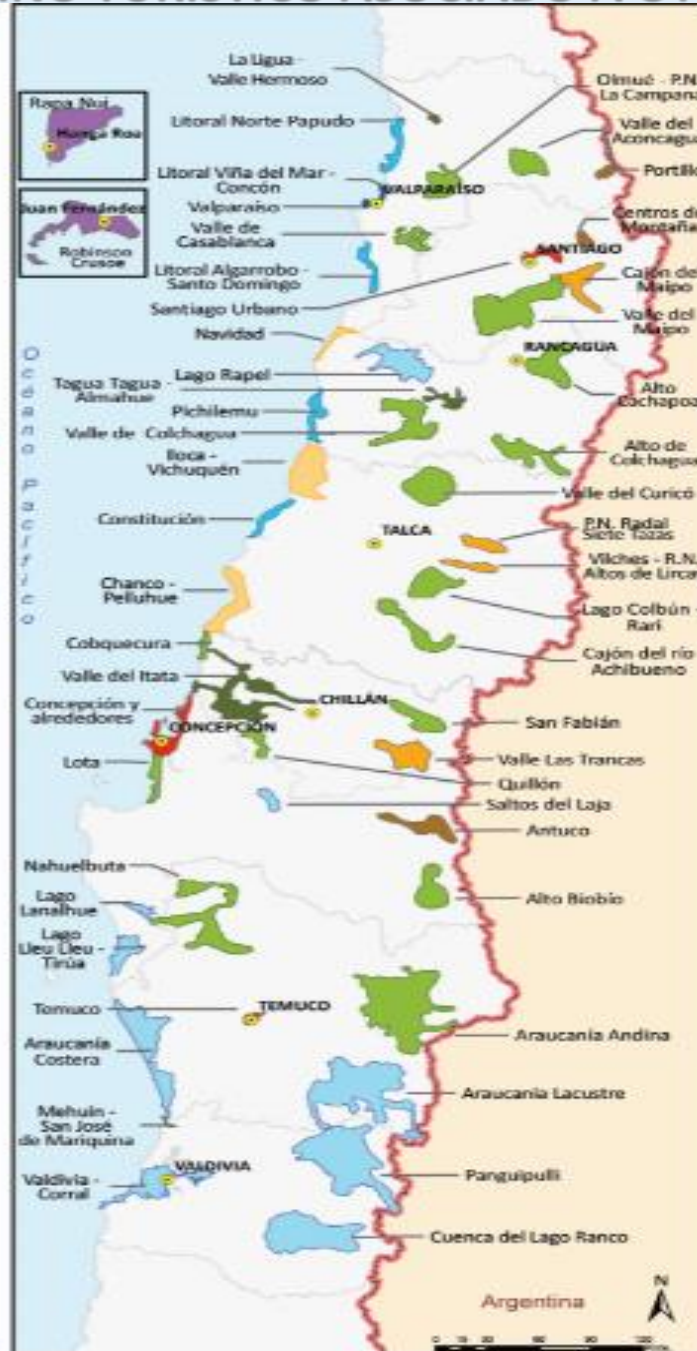 La Ligua -
Valle Hermoso
Olmué - P.N.
La Campana
Rapa Nui
Hanga Roa
Litoral Norte Papudo
Valle del
Aconcagu
Portillo
Litoral Viña del Mar -
Concón
VALPARAÍSO
Valparaíso
Juan Fernández
Robinson
Crusoe
Valle de
Casablanca
Centros de
Montaña
SANTIAGO
Litoral Algarrobo -
Santo Domingo
Cajón de
Maipo
Santiago Urbano
Valle del
Maipo
Navidad
RANCAGUA
Lago Rapel
Tagua Tagua -
Almahue
Alto
Cachapoa
Pichilemu
Valle de Colchagua
Alto de
Colchagua
Iloca -
Vichuquén
Valle del Curicó
Océano Pacífico
Constitución
TALCA
P.N. Radal
Siete Tazas
Vilches - R.N.
Altos de Lircay
Chanco -
Pelluhue
Lago Colbún -
Rari
Cobquecura
Cajón del río
Achibueno
Valle del Itata
CHILLÁN
Concepción y
alrededores
CONCEPCIÓN
San Fabián
Lota
Valle Las Trancas
Quillón
Saltos del Laja
Antuco
Nahuelbuta
Lago
Lanalhue
Alto Biobío
Lago
Lleu Lleu -
Tirúa
Temuco
TEMUCO
Araucanía Andina
Araucanía
Costera
Araucanía Lacustre
Mehuín -
San José
de Mariquina
VALDIVIA
Panguipulli
Valdivia -
Corral
Cuenca del Lago Ranco
Argentina
N